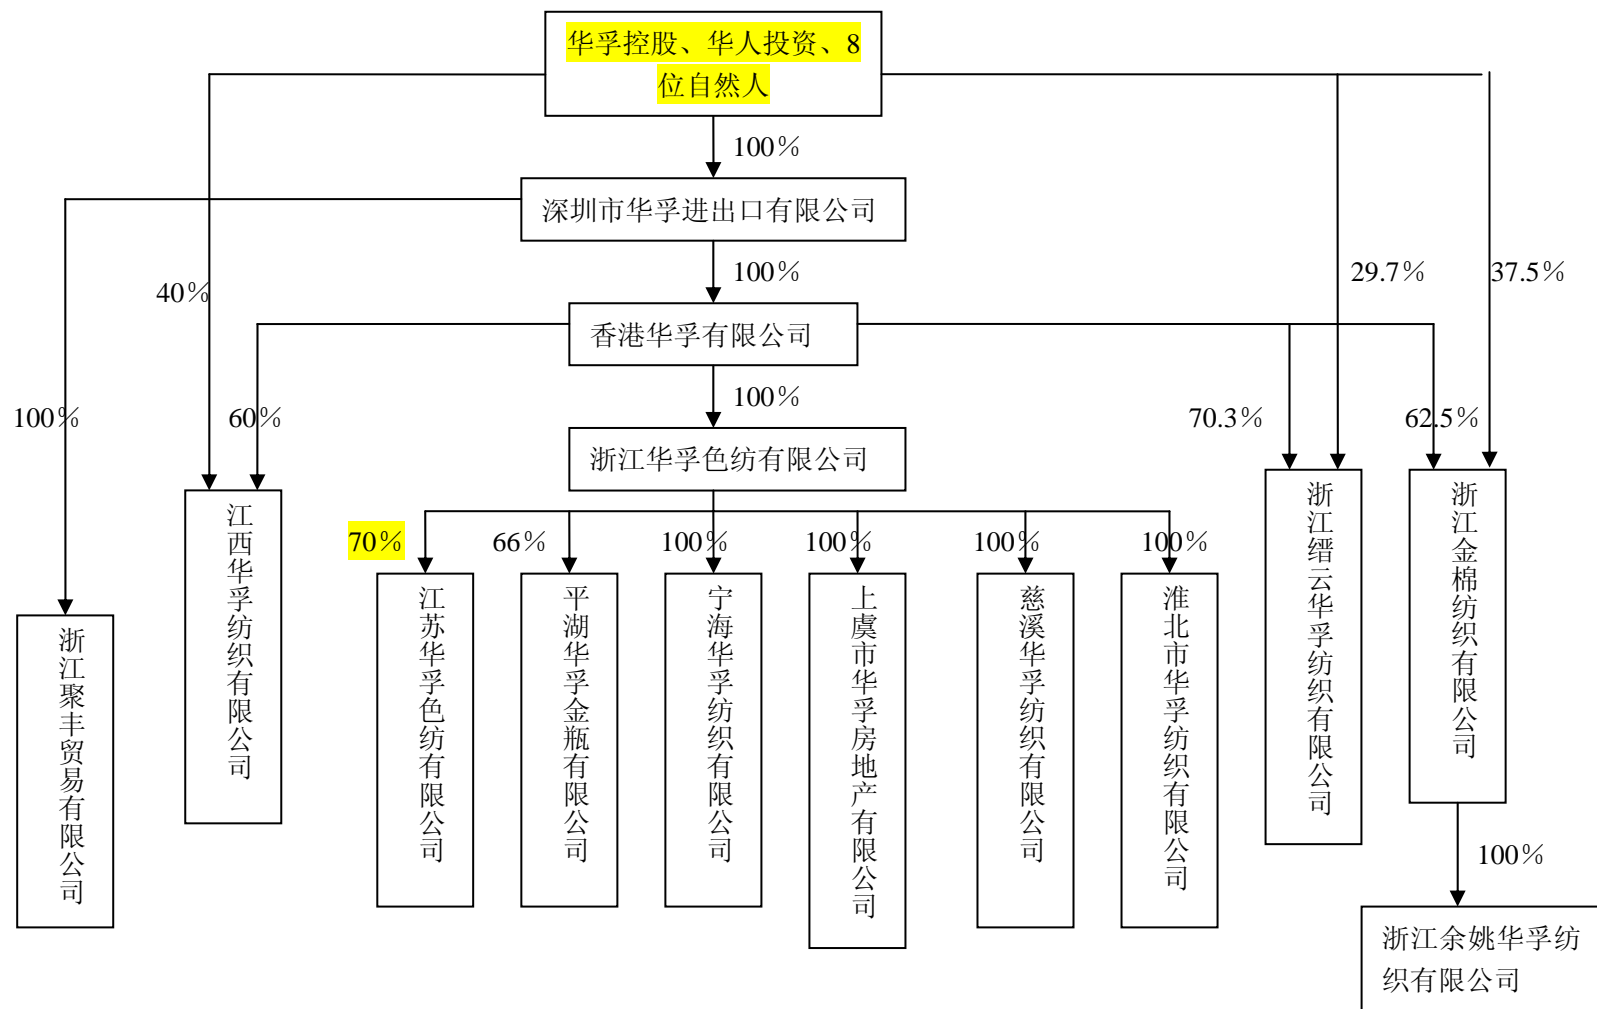 华孚控股、华人投资、8
位自然人
100%
深圳市华孚进出口有限公司
100%
29.7%
37.5%
40%
香港华孚有限公司
100%
100%
60%
70.3%
62.5%
浙江华孚色纺有限公司
70%
66%
100%
100%
100%
100%
浙江聚丰贸易有限公司
江西华孚纺织有限公司
江苏华孚色纺有限公司
平湖华孚金瓶有限公司
宁海华孚纺织有限公司
上虞市华孚房地产有限公司
慈溪华孚纺织有限公司
淮北市华孚纺织有限公司
浙江缙云华孚纺织有限公司
浙江金棉纺织有限公司
100%
浙江余姚华孚纺
织有限公司